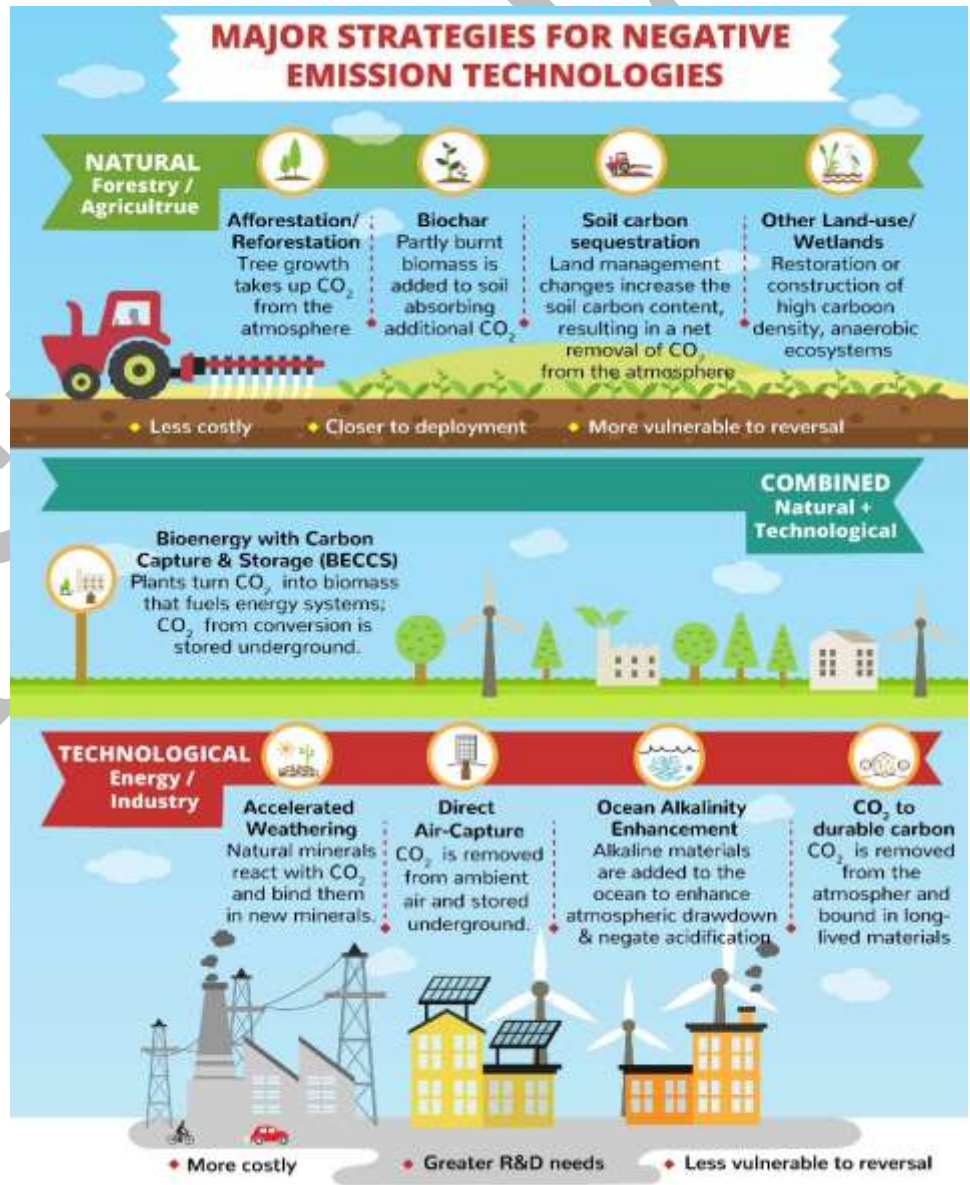 MAJOR STRATEGIES FOR NEGATIVE
EMISSION TECHNOLOGIES
NATURAL
Forestry /
Agricultrue
Afforestation/
Reforestation
Tree growth
takes up CO₂
from the
atmosphere
Biochar
Partly burnt
biomass is
added to soil
absorbing
additional CO₂
Soil carbon
sequestration
Land management
changes increase the
soil carbon content,
resulting in a net
removal of CO₂
from the atmosphere
Other Land-use/
Wetlands
Restoration or
construction of
high carboon
density, anaerobic
ecosystems
Less costly
Closer to deployment
More vulnerable to reversal
COMBINED
Natural +
Technological
Bioenergy with Carbon
Capture & Storage (BECCS)
Plants turn CO₂ into biomass
that fuels energy systems;
CO₂ from conversion is
stored underground.
TECHNOLOGICAL
Energy /
Industry
Accelerated
Weathering
Natural minerals
react with CO₂
and bind them
in new minerals.
Direct
Air-Capture
CO₂ is removed
from ambient
air and stored
underground.
Ocean Alkalinity
Enhancement
Alkaline materials
are added to the
ocean to enhance
atmospheric drawdown
& negate acidification
CO₂ to
durable carbon
CO₂ is removed
from the
atmospher and
bound in long-
lived materials
More costly
Greater R&D needs
Less vulnerable to reversal